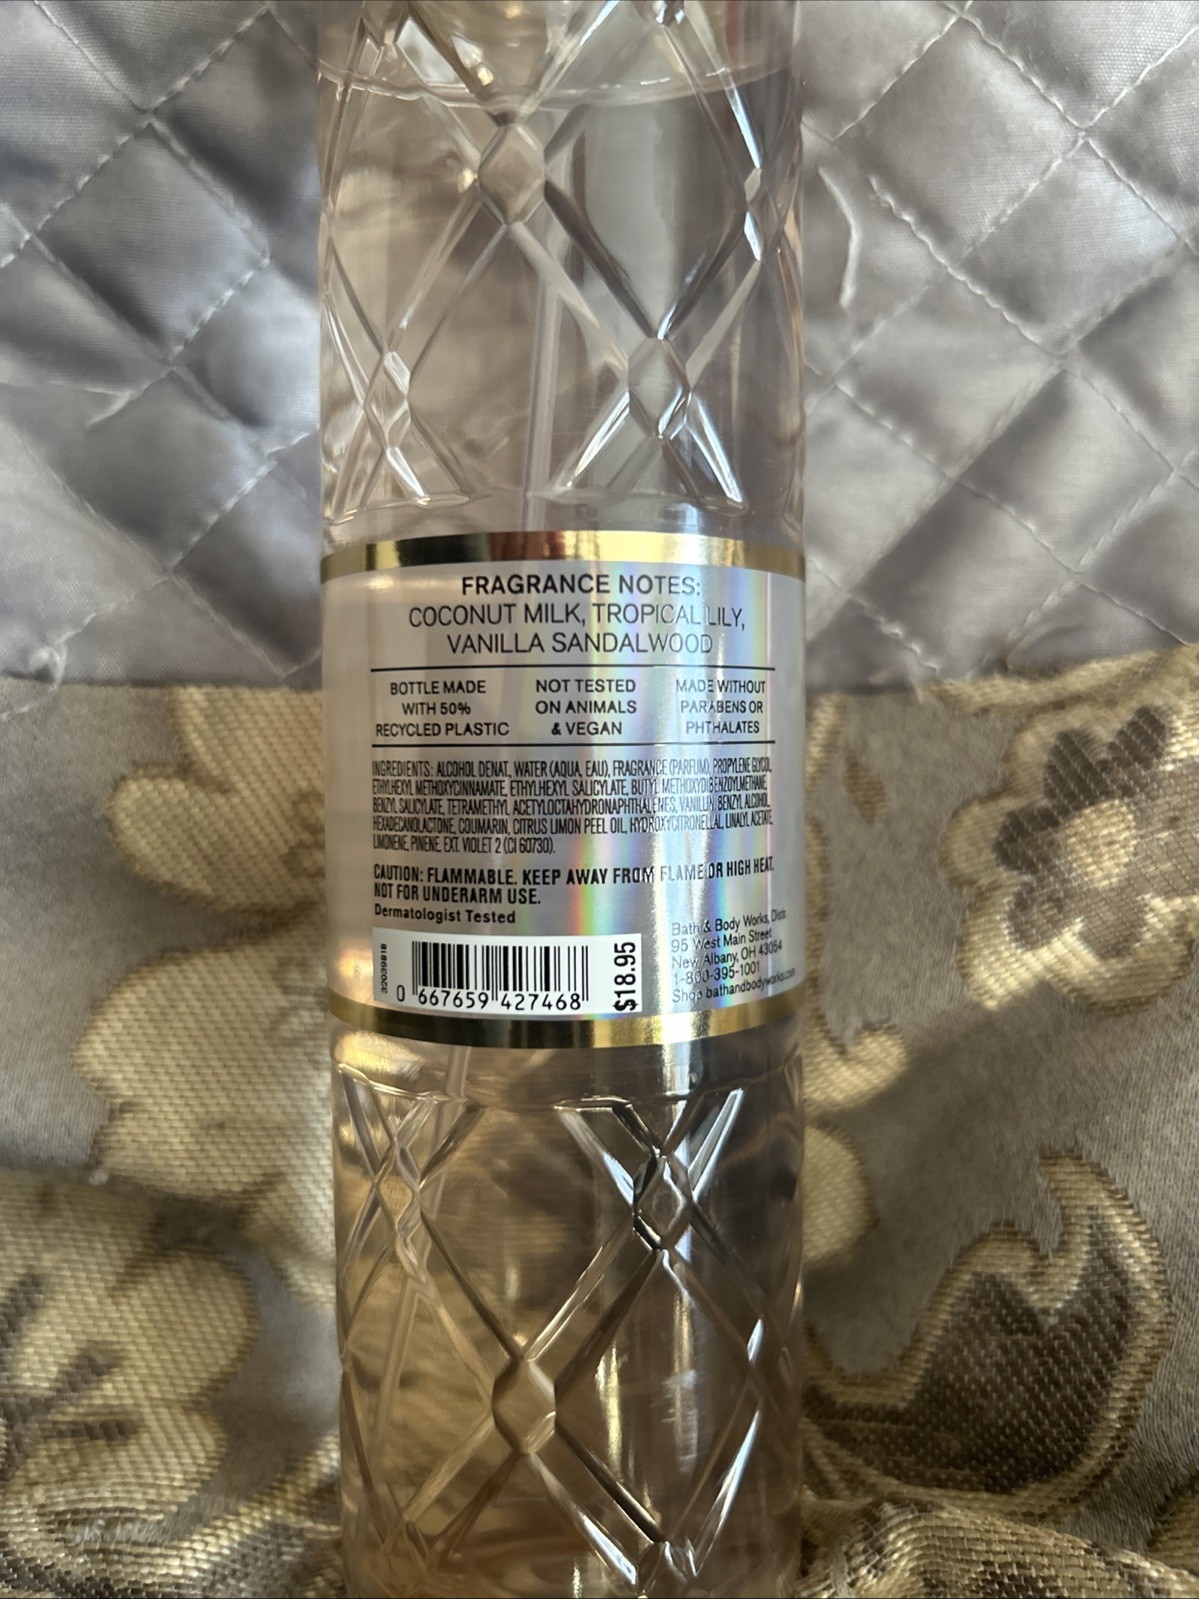 FRAGRANCE NOTES:
COCONUT MILK, TROPICAL LILY,
VANILLA SANDALWOOD
BOTTLE MADE
WITH 50%
RECYCLED PLASTIC
NOT TESTED
ON ANIMALS
& VEGAN
MADE WITHOUT
PARABENS OR
PHTHALATES
INGREDIENTS: ALCOHOL DENAT, WATER (AQUA, EAU), FRAGRANCE (PARFUM), PROPYLENE GLYCOL,
ETHYLHEXYL METHOXYCINNAMATE, ETHYLHEXYL SALICYLATE, BUTYL METHOXYDIBENZOYLMETHANE,
BENZYL SALICYLATE, TETRAMETHYL ACETYLOCTAHYDRONAPHTHALENES, VANILLIN, BENZYL ALCOHOL,
HEXADECANOLACTONE, COUMARIN, CITRUS LIMON PEEL OIL, HYDROXYCITRONELLAL, LINALYL ACETATE,
LIMONENE, PINENE, EXT. VIOLET 2 (CI 60730).
CAUTION: FLAMMABLE. KEEP AWAY FROM FLAME OR HIGH HEAT.
NOT FOR UNDERARM USE.
Dermatologist Tested
32039818
0 667659 427468
$18.95
Bath & Body Works, Distr.
95 West Main Street
New Albany, OH 43054
1-800-395-1001
Shop bathandbodyworks.com